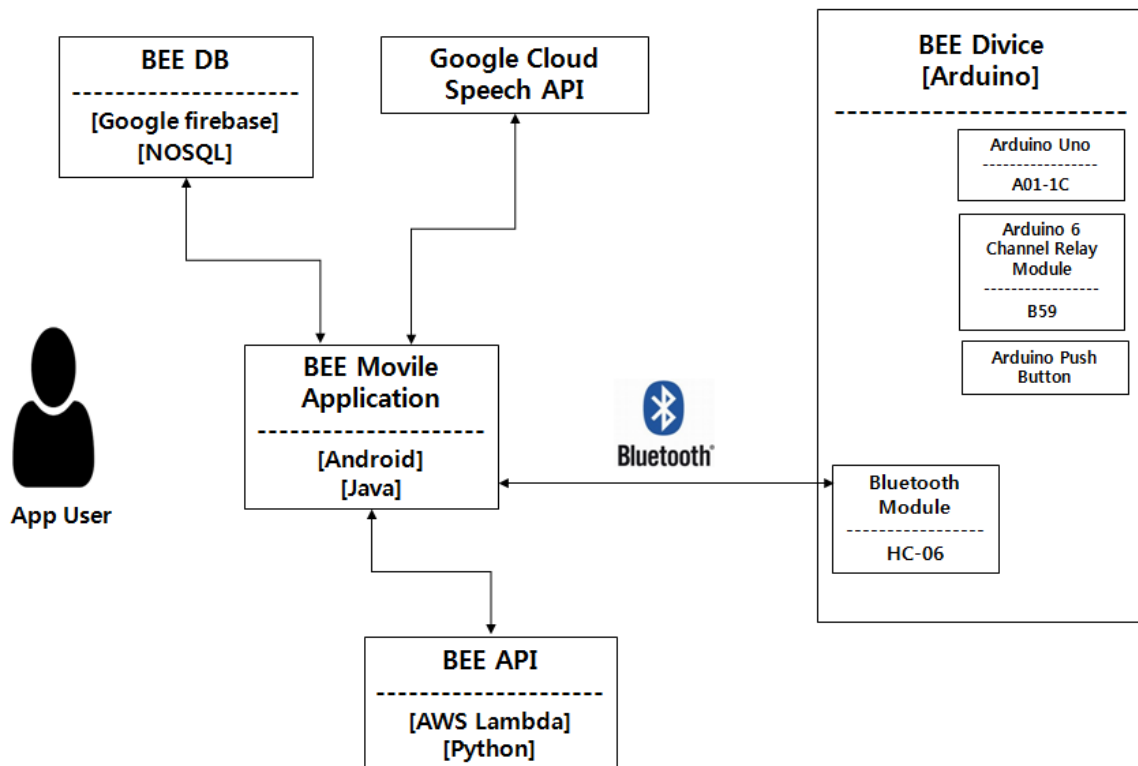 BEE DB
---------------------
[Google firebase]
[NOSQL]
Google Cloud
Speech API
BEE Divice
[Arduino]
---------------------------
Arduino Uno
-----------------
A01-1C
Arduino 6
Channel Relay
Module
-----------------
B59
Arduino Push
Button
App User
BEE Movile
Application
---------------------
[Android]
[Java]
Bluetooth®
Bluetooth
Module
-----------------
HC-06
BEE API
---------------------
[AWS Lambda]
[Python]